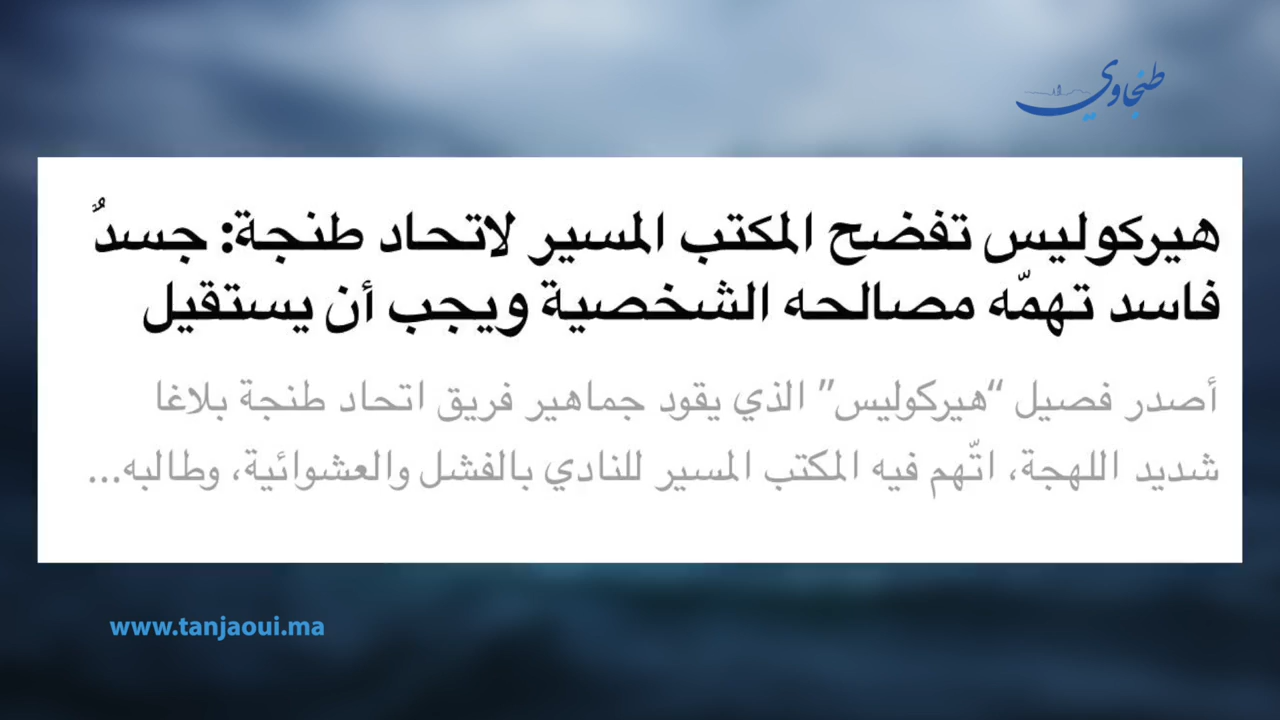 طنجاوي
هيركوليس تفضح المكتب المسير لاتحاد طنجة: جسدٌ
فاسد تهمّه مصالحه الشخصية ويجب أن يستقيل
أصدر فصيل “هيركوليس” الذي يقود جماهير فريق اتحاد طنجة بلاغا
شديد اللهجة، اتّهم فيه المكتب المسير للنادي بالفشل والعشوائية، وطالبه...
www.tanjaoui.ma